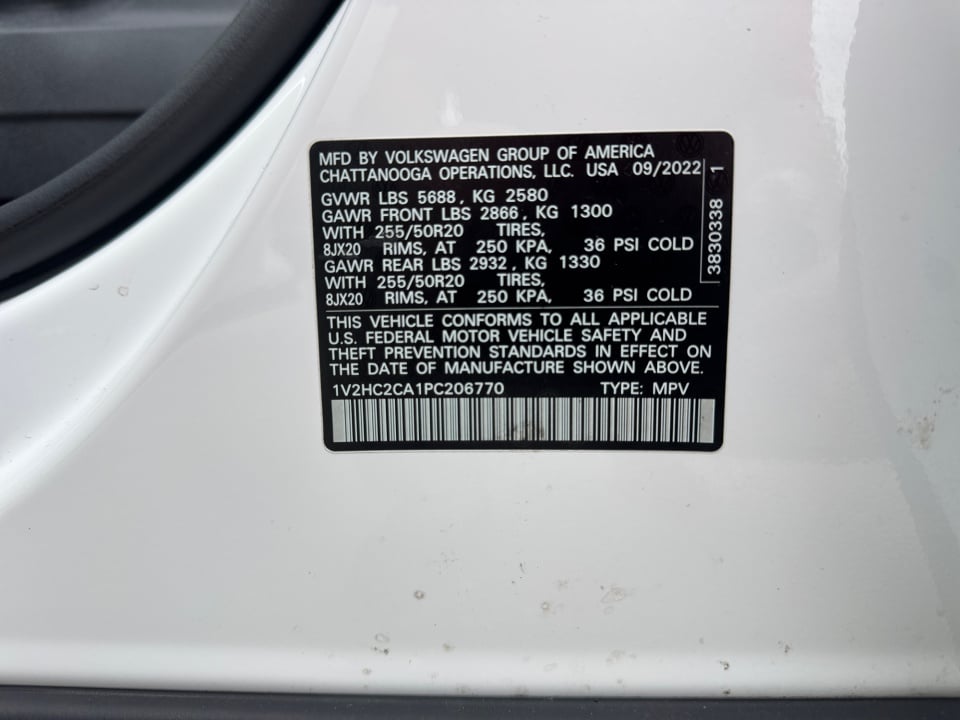 MFD BY VOLKSWAGEN GROUP OF AMERICA
CHATTANOOGA OPERATIONS, LLC. USA 09/2022
GVWR LBS 5688, KG 2580
GAWR FRONT LBS 2866, KG 1300
WITH 255/50R20 TIRES,
8JX20 RIMS, AT 250 KPA, 36 PSI COLD
GAWR REAR LBS 2932, KG 1330
WITH 255/50R20 TIRES,
8JX20 RIMS, AT 250 KPA, 36 PSI COLD
THIS VEHICLE CONFORMS TO ALL APPLICABLE
U.S. FEDERAL MOTOR VEHICLE SAFETY AND
THEFT PREVENTION STANDARDS IN EFFECT ON
THE DATE OF MANUFACTURE SHOWN ABOVE.
1V2HC2CA1PC206770 TYPE: MPV
3830338 1